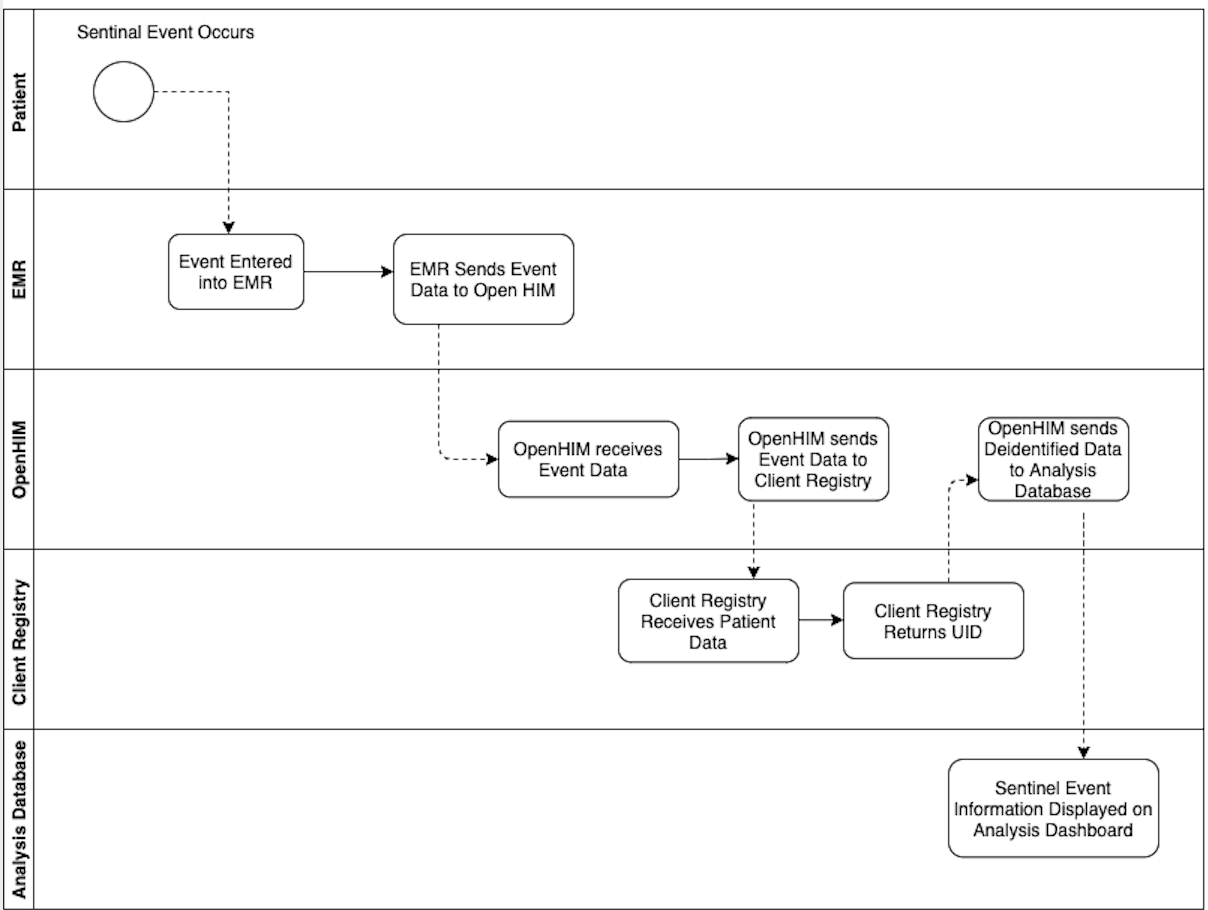 Sentinal Event Occurs
Patient
EMR
Event Entered
into EMR
EMR Sends Event
Data to Open HIM
OpenHIM
OpenHIM receives
Event Data
OpenHIM sends
Event Data to
Client Registry
OpenHIM sends
Deidentified Data
to Analysis
Database
Client Registry
Client Registry
Receives Patient
Data
Client Registry
Returns UID
Analysis Database
Sentinel Event
Information Displayed on
Analysis Dashboard